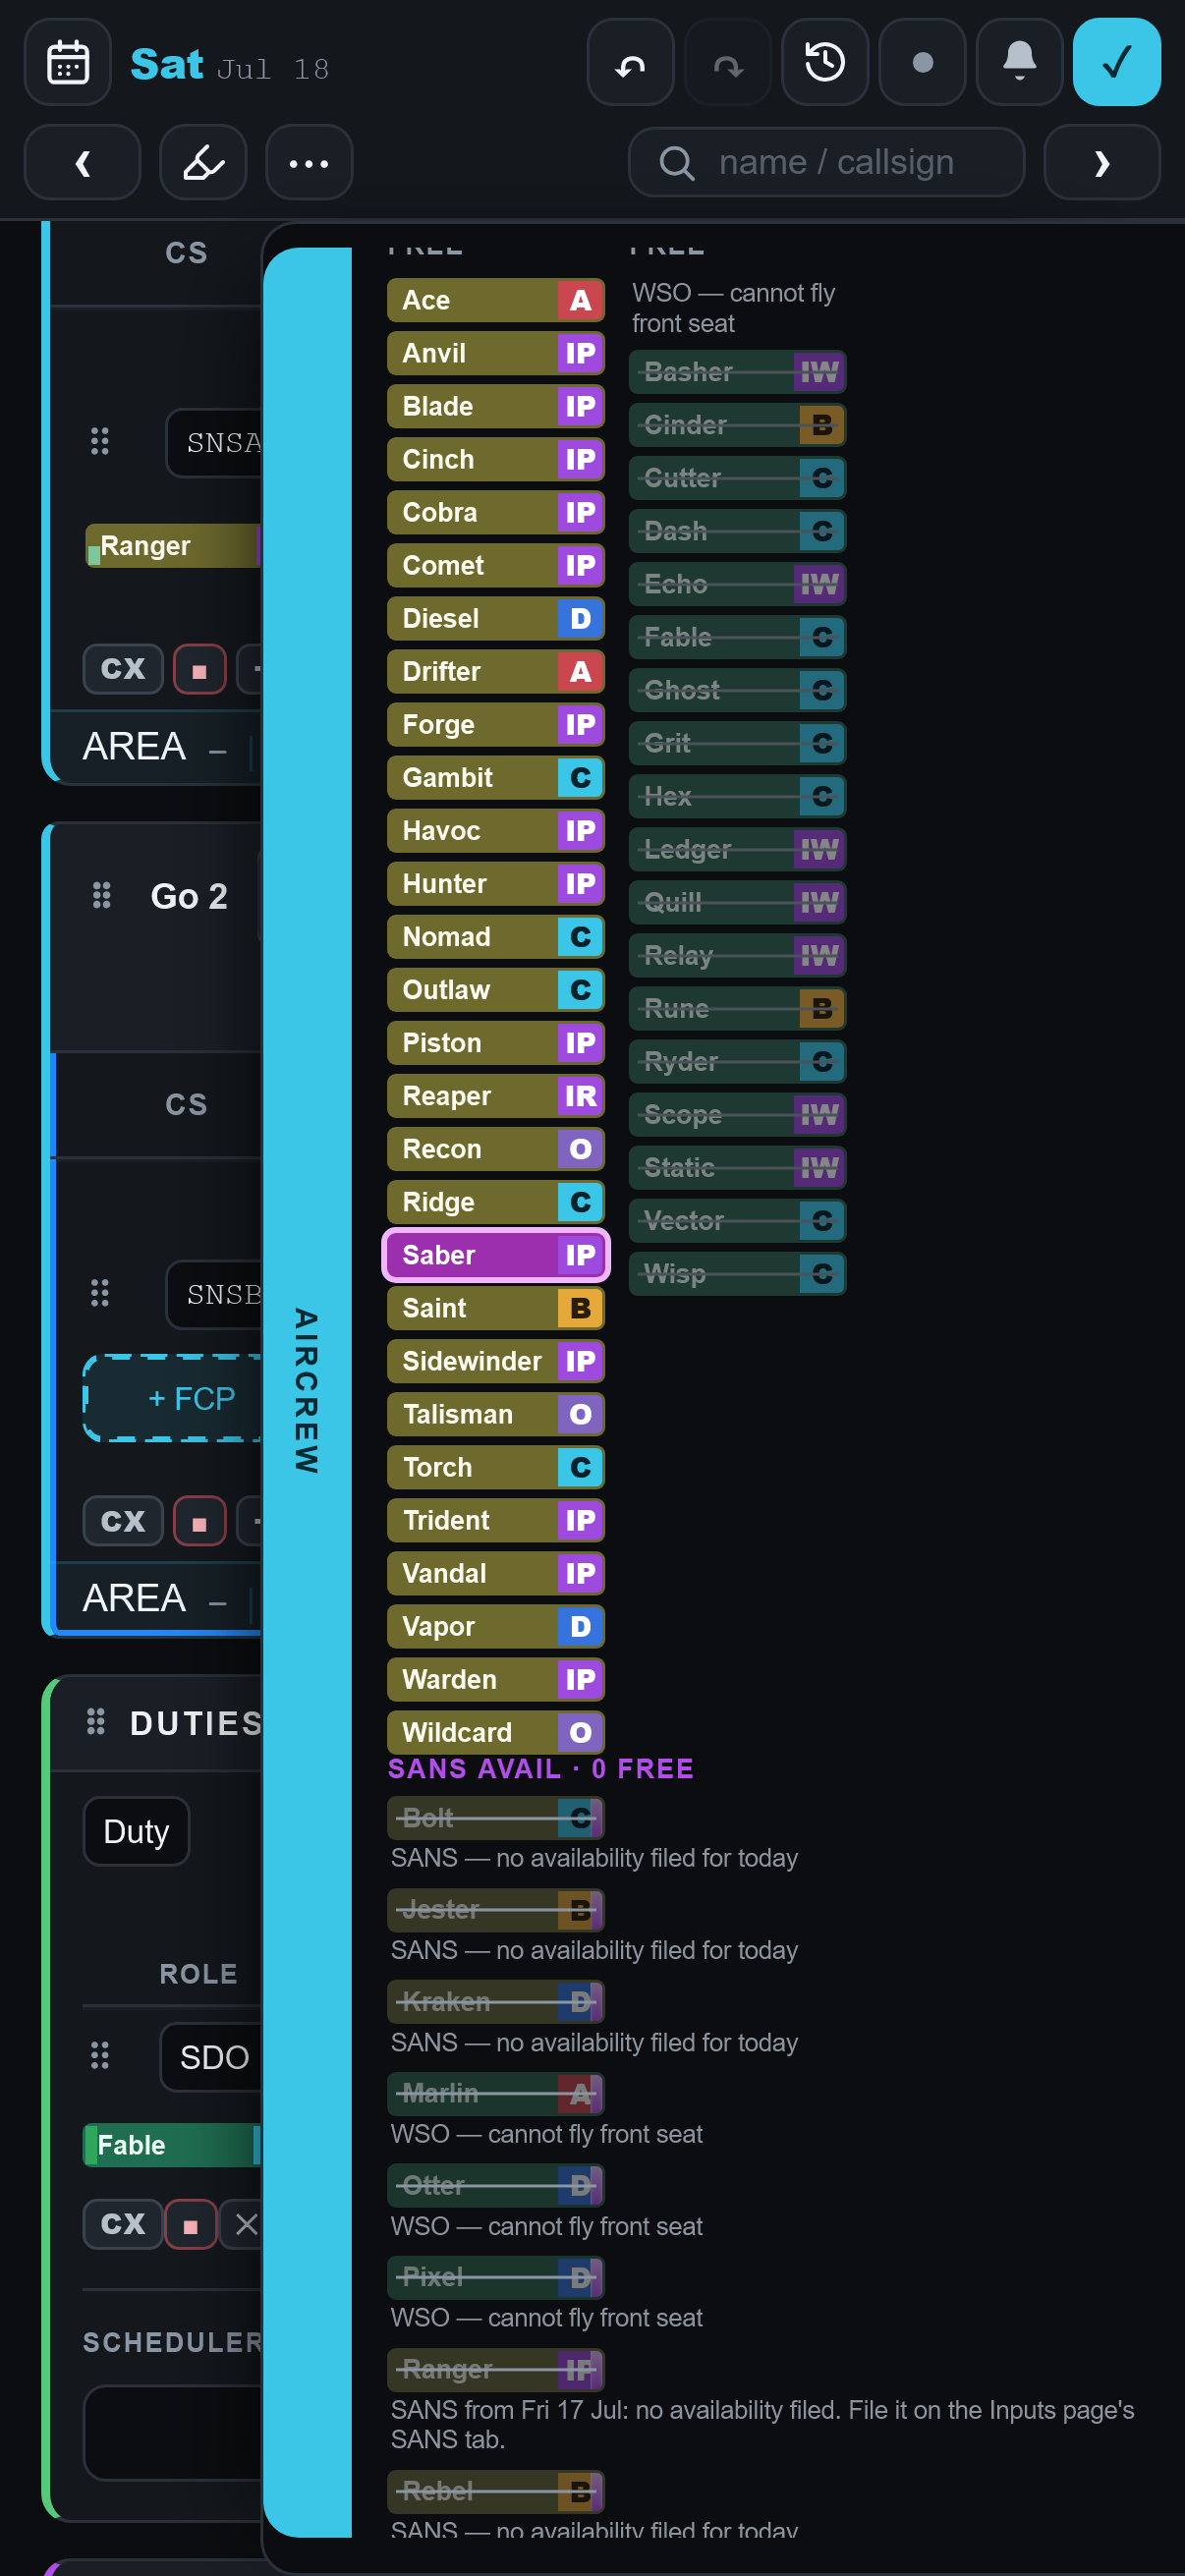 Sat Jul 18
name / callsign
CS
SNSA
Ranger
CX
AREA –
Go 2
CS
SNSB
+ FCP
CX
AREA –
DUTIES
Duty
ROLE
SDO
Fable
CX
SCHEDULER
AIRCREW
FREE
Ace A
Anvil IP
Blade IP
Cinch IP
Cobra IP
Comet IP
Diesel D
Drifter A
Forge IP
Gambit C
Havoc IP
Hunter IP
Nomad C
Outlaw C
Piston IP
Reaper IR
Recon O
Ridge C
Saber IP
Saint B
Sidewinder IP
Talisman O
Torch C
Trident IP
Vandal IP
Vapor D
Warden IP
Wildcard O
FREE
WSO — cannot fly
front seat
Basher IW
Cinder B
Cutter C
Dash C
Echo IW
Fable C
Ghost C
Grit C
Hex C
Ledger IW
Quill IW
Relay IW
Rune B
Ryder C
Scope IW
Static IW
Vector C
Wisp C
SANS AVAIL · 0 FREE
Bolt C
SANS — no availability filed for today
Jester B
SANS — no availability filed for today
Kraken D
SANS — no availability filed for today
Marlin A
WSO — cannot fly front seat
Otter D
WSO — cannot fly front seat
Pixel D
WSO — cannot fly front seat
Ranger IP
SANS from Fri 17 Jul: no availability filed. File it on the Inputs page's
SANS tab.
Rebel B
SANS — no availability filed for today